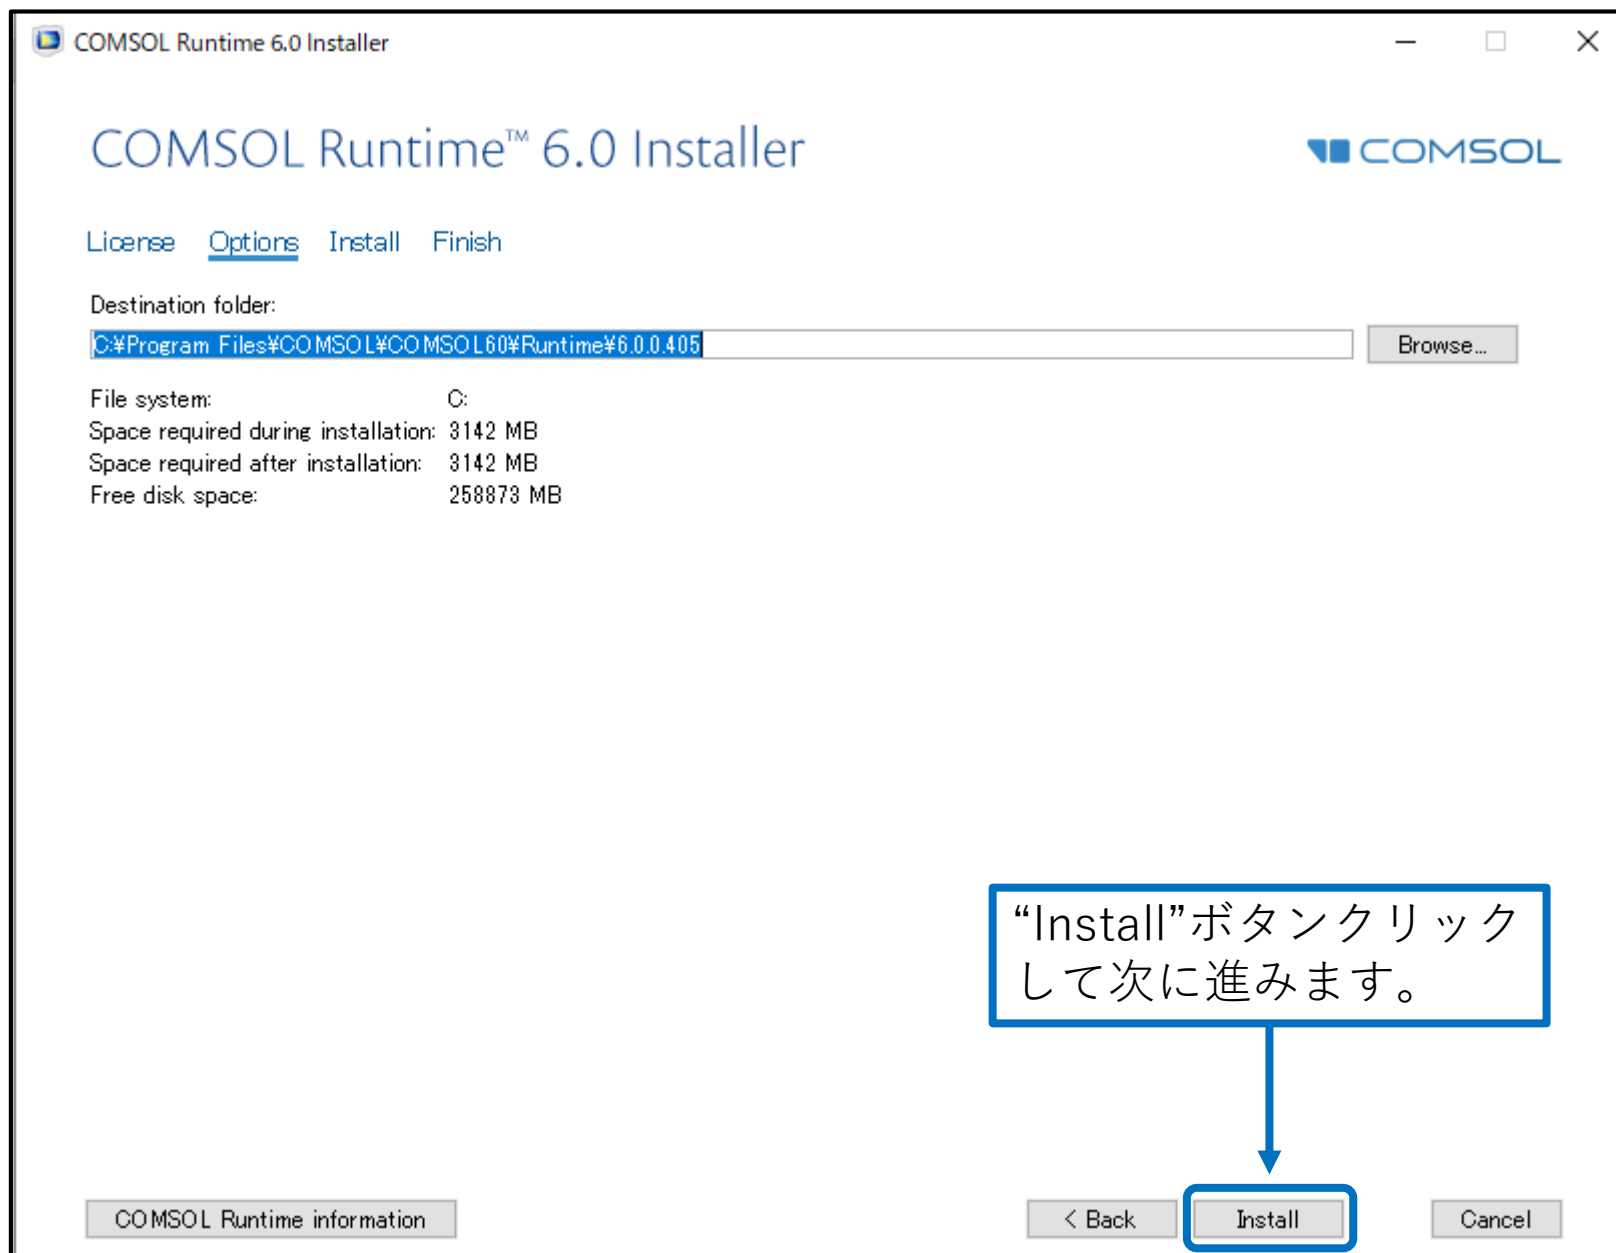 COMSOL Runtime 6.0 Installer
COMSOL Runtime™ 6.0 Installer
COMSOL
License Options Install Finish
Destination folder:
C:¥Program Files¥COMSOL¥COMSOL60¥Runtime¥6.0.0.405
Browse...
File system: C:
Space required during installation: 3142 MB
Space required after installation: 3142 MB
Free disk space: 258873 MB
“Install”ボタンクリック
して次に進みます。
COMSOL Runtime information
< Back
Install
Cancel